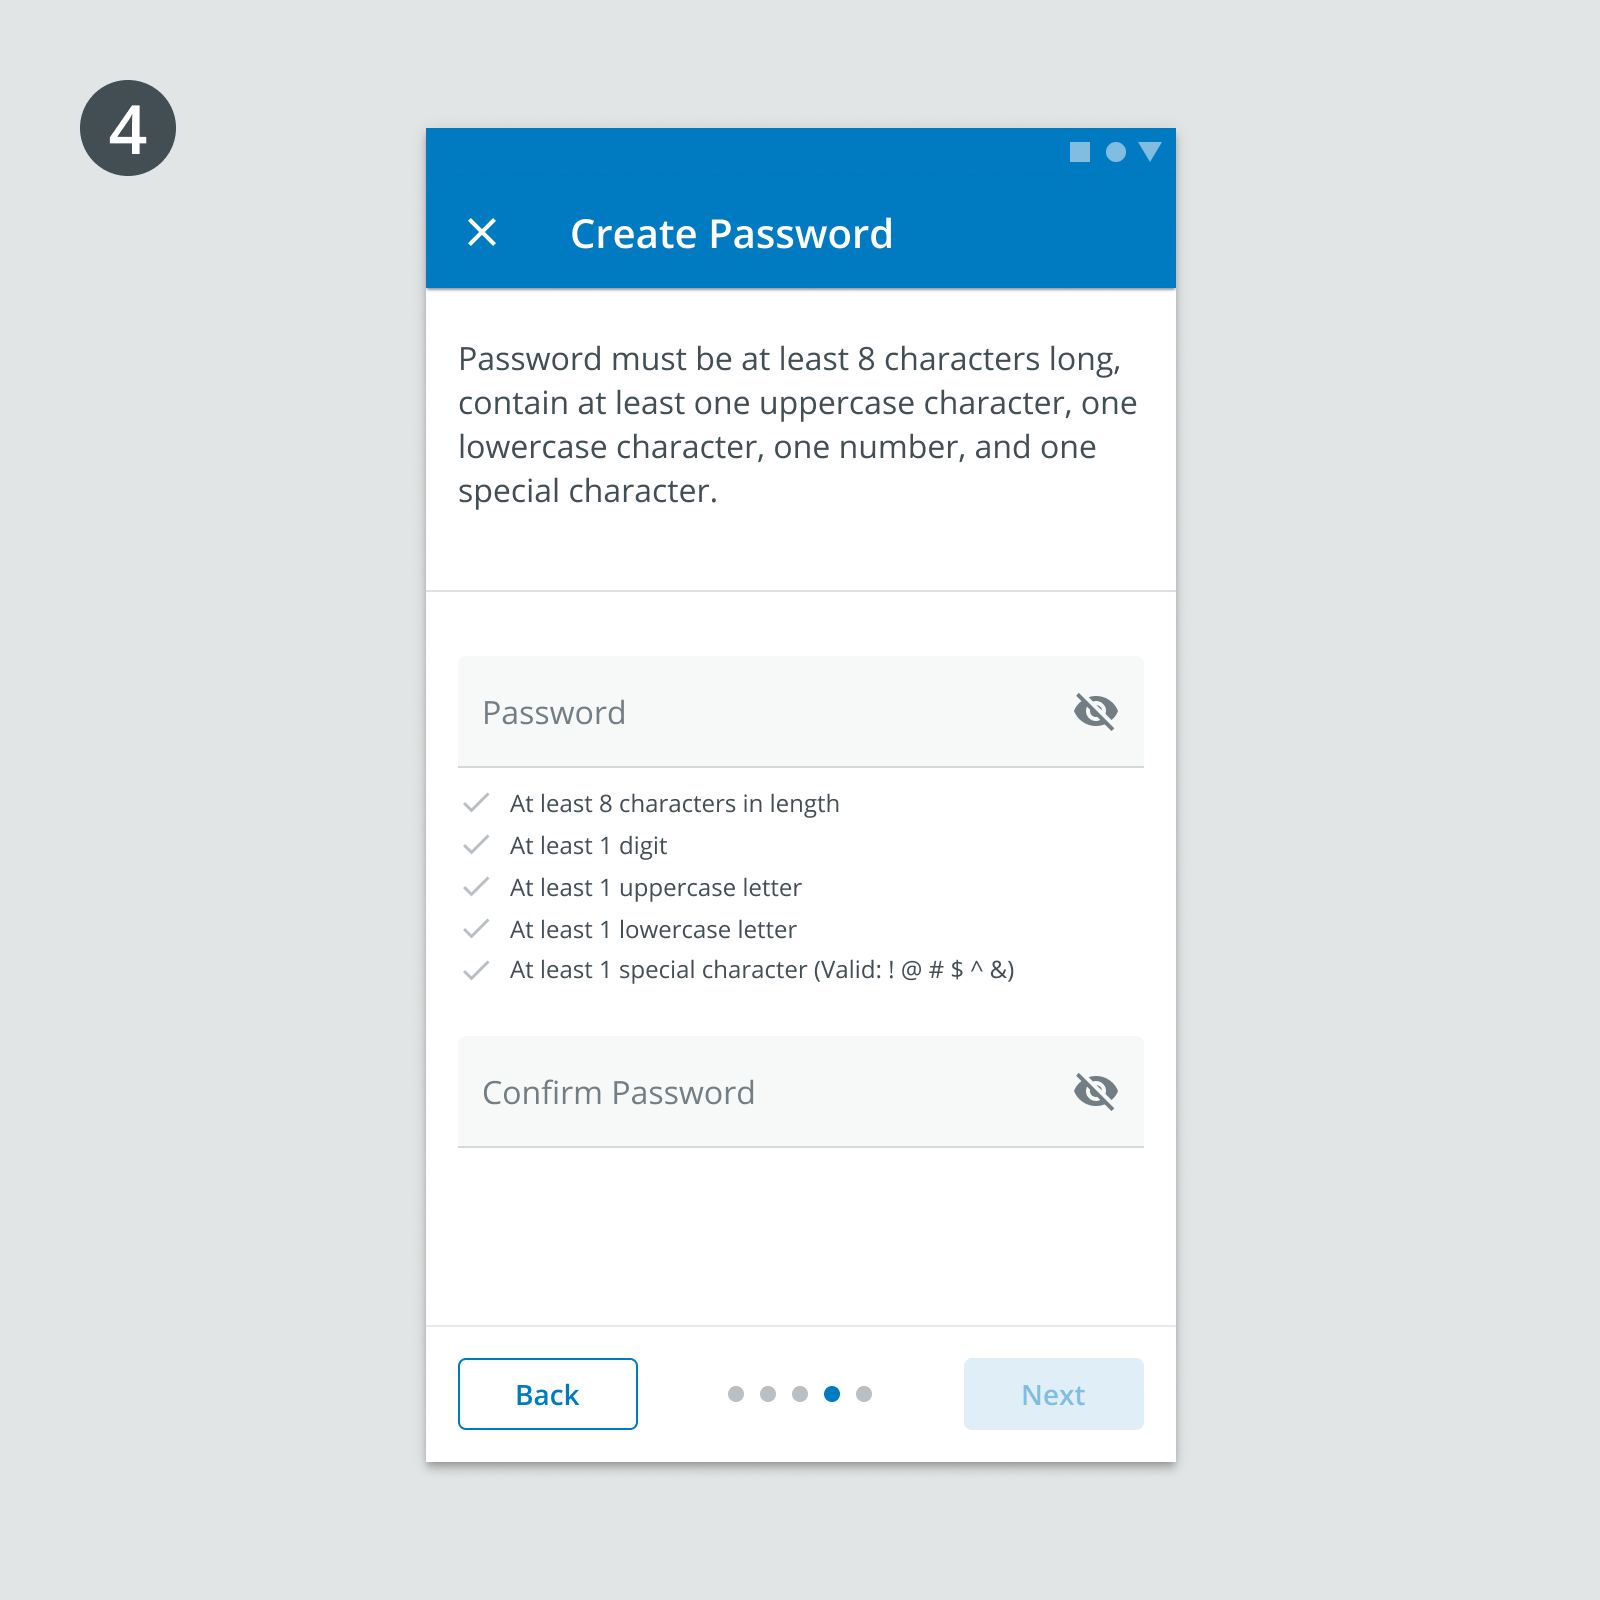 4
Create Password
Password must be at least 8 characters long,
contain at least one uppercase character, one
lowercase character, one number, and one
special character.
Password
At least 8 characters in length
At least 1 digit
At least 1 uppercase letter
At least 1 lowercase letter
At least 1 special character (Valid: ! @ # $ ^ &)
Confirm Password
Back
Next